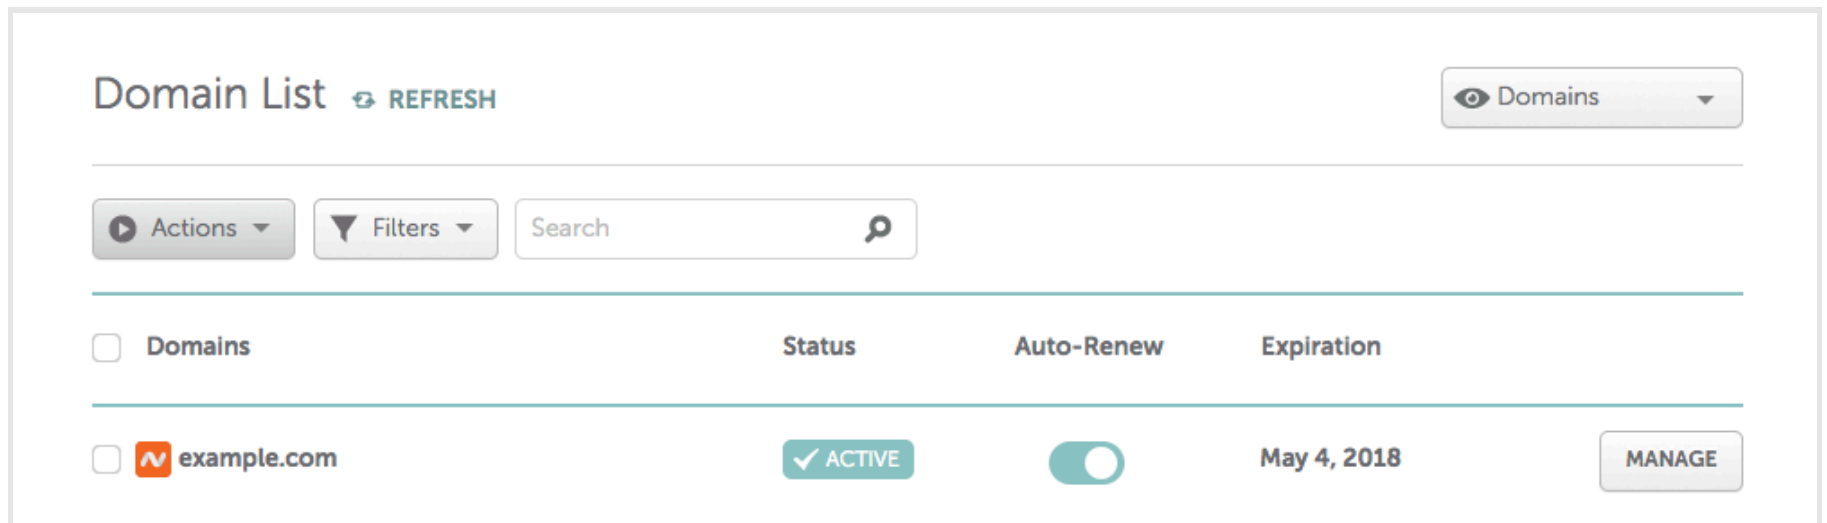 Domain List REFRESH
Domains
Actions Filters Search
Domains Status Auto-Renew Expiration
example.com ACTIVE May 4, 2018 MANAGE